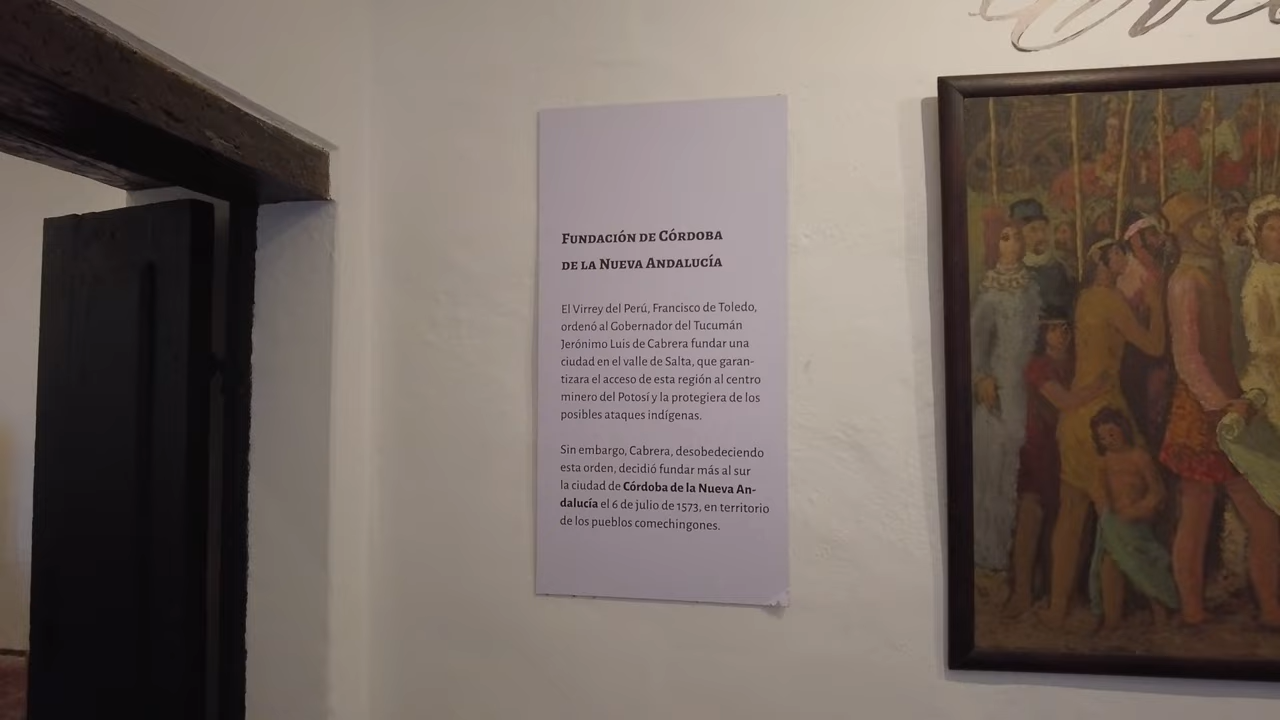 Fundación de Córdoba
de la Nueva Andalucía
El Virrey del Perú, Francisco de Toledo,
ordenó al Gobernador del Tucumán
Jerónimo Luis de Cabrera fundar una
ciudad en el valle de Salta, que garan-
tizara el acceso de esta región al centro
minero del Potosí y la protegiera de los
posibles ataques indígenas.
Sin embargo, Cabrera, desobedeciendo
esta orden, decidió fundar más al sur
la ciudad de Córdoba de la Nueva An-
dalucía el 6 de julio de 1573, en territorio
de los pueblos comechingones.